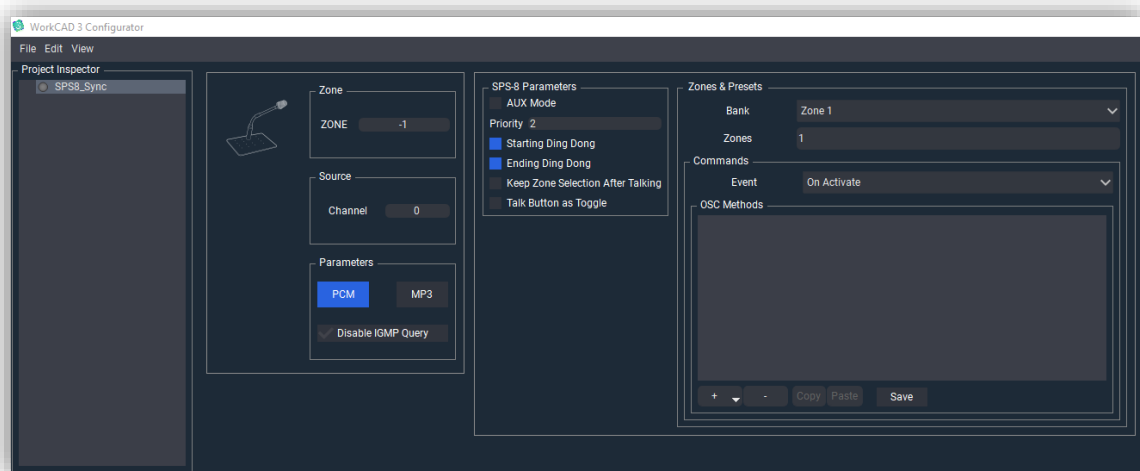 WorkCAD 3 Configurator
File Edit View
Project Inspector
SPS8_Sync
Zone
ZONE -1
Source
Channel 0
Parameters
PCM MP3
Disable IGMP Query
SPS-8 Parameters
AUX Mode
Priority 2
Starting Ding Dong
Ending Ding Dong
Keep Zone Selection After Talking
Talk Button as Toggle
Zones & Presets
Bank Zone 1
Zones 1
Commands
Event On Activate
OSC Methods
+ - Copy Paste Save